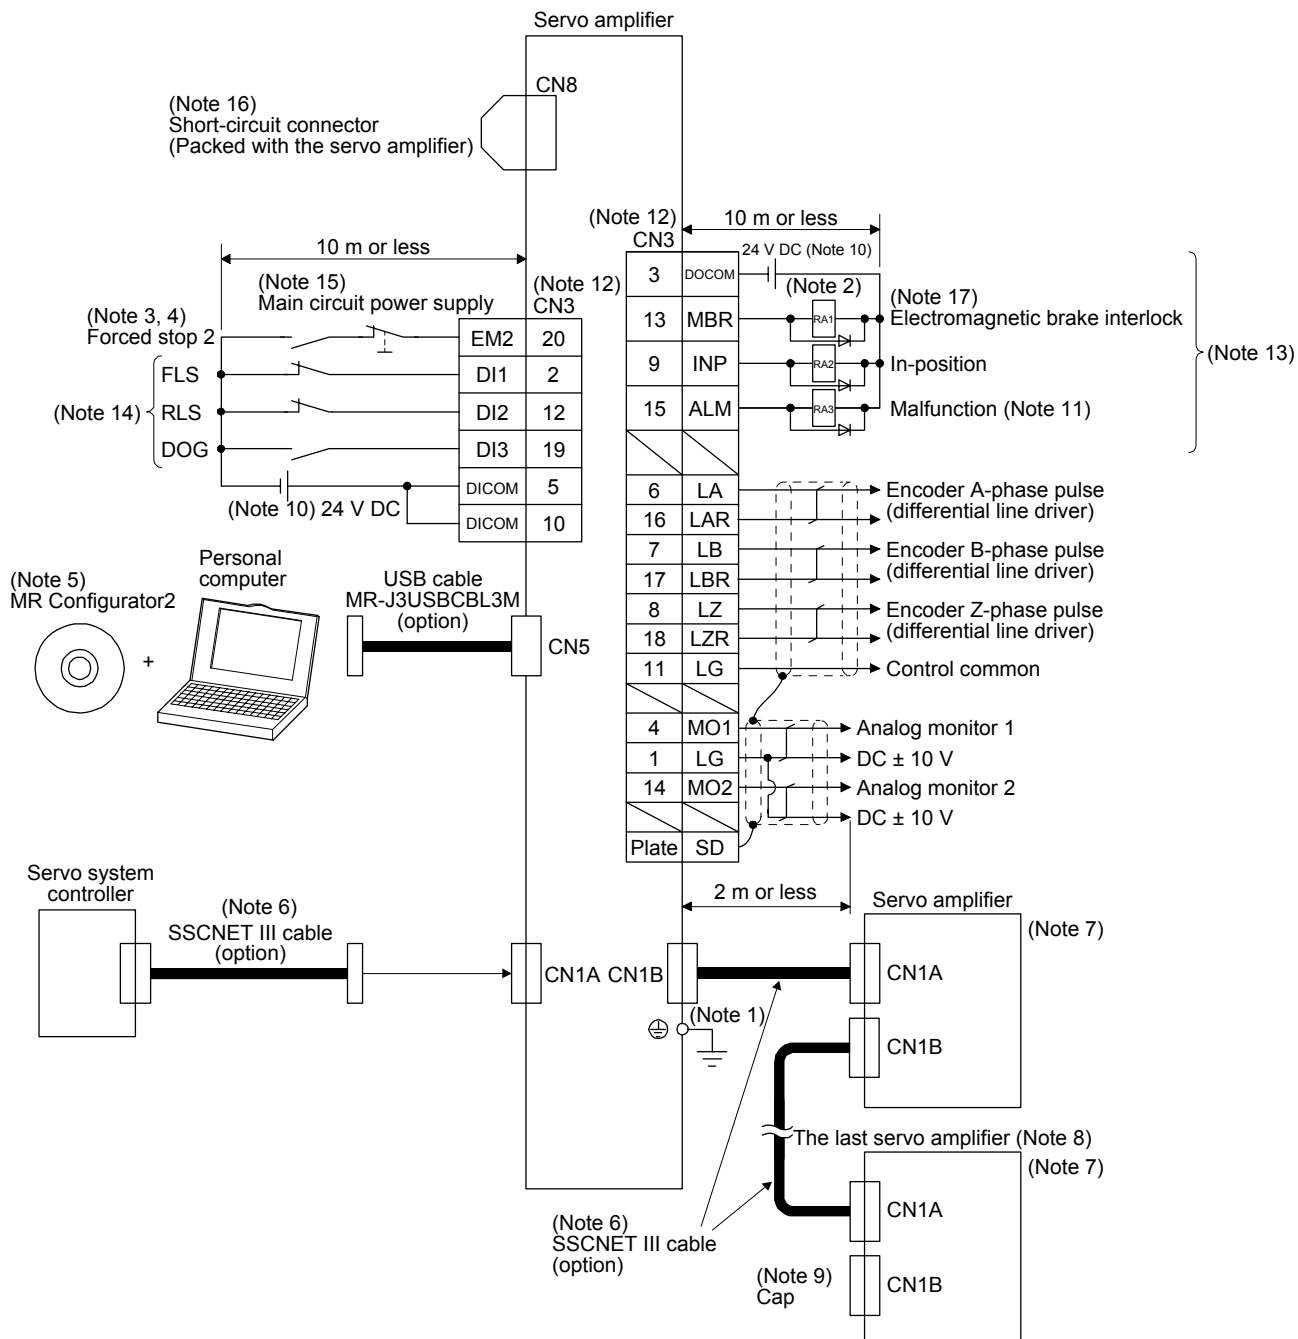 Servo amplifier
CN8
(Note 16)
Short-circuit connector
(Packed with the servo amplifier)
10 m or less
(Note 15)
Main circuit power supply
(Note 12)
CN3
(Note 3, 4)
Forced stop 2
EM2 20
FLS DI1 2
(Note 14) RLS DI2 12
DOG DI3 19
DICOM 5
(Note 10) 24 V DC
DICOM 10
(Note 12)
CN3
10 m or less
24 V DC (Note 10)
3 DOCOM
(Note 2)
(Note 17)
13 MBR RA1 Electromagnetic brake interlock
9 INP RA2 In-position
(Note 13)
15 ALM RA3 Malfunction (Note 11)
6 LA Encoder A-phase pulse
16 LAR (differential line driver)
7 LB Encoder B-phase pulse
17 LBR (differential line driver)
8 LZ Encoder Z-phase pulse
18 LZR (differential line driver)
11 LG Control common
4 MO1 Analog monitor 1
1 LG DC ± 10 V
14 MO2 Analog monitor 2
DC ± 10 V
Plate SD
2 m or less
(Note 5)
MR Configurator2
+
Personal
computer
USB cable
MR-J3USBCBL3M
(option)
CN5
Servo system
controller
(Note 6)
SSCNET III cable
(option)
CN1A CN1B
(Note 1)
Servo amplifier
(Note 7)
CN1A
CN1B
The last servo amplifier (Note 8)
(Note 7)
CN1A
CN1B
(Note 6)
SSCNET III cable
(option)
(Note 9)
Cap